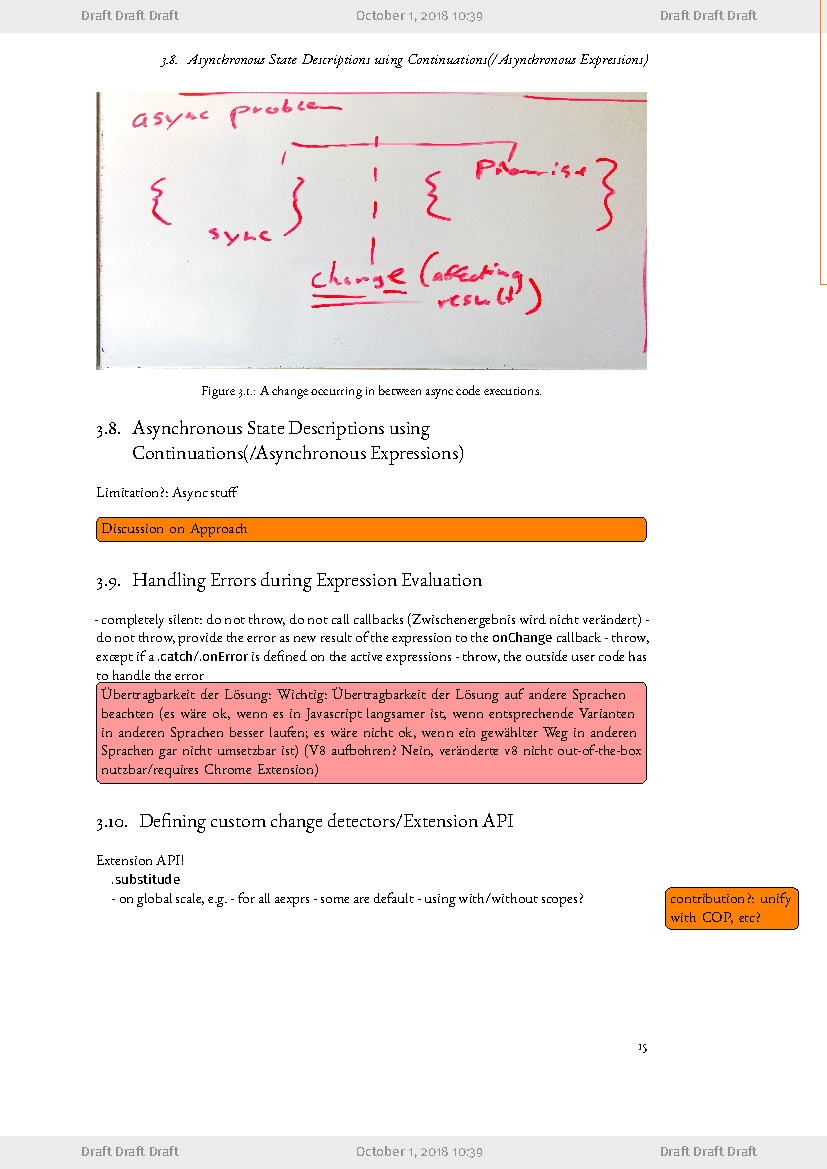 Draft Draft Draft October 1, 2018 10:39 Draft Draft Draft
3.8. Asynchronous State Descriptions using Continuations(/Asynchronous Expressions)
async problem
Promise
{ } { }
sync
change (affecting
result)
Figure 3.1.: A change occurring in between async code executions.
3.8. Asynchronous State Descriptions using
Continuations(/Asynchronous Expressions)
Limitation?: Async stuff
Discussion on Approach
3.9. Handling Errors during Expression Evaluation
- completely silent: do not throw, do not call callbacks (Zwischenergebnis wird nicht verändert) -
do not throw, provide the error as new result of the expression to the onChange callback - throw,
except if a .catch/.onError is defined on the active expressions - throw, the outside user code has
to handle the error
Übertragbarkeit der Lösung: Wichtig: Übertragbarkeit der Lösung auf andere Sprachen
beachten (es wäre ok, wenn es in Javascript langsamer ist, wenn entsprechende Varianten
in anderen Sprachen besser laufen; es wäre nicht ok, wenn ein gewählter Weg in anderen
Sprachen gar nicht umsetzbar ist) (V8 aufbohren? Nein, veränderte v8 nicht out-of-the-box
nutzbar/requires Chrome Extension)
3.10. Defining custom change detectors/Extension API
Extension API!
.substitude
- on global scale, e.g. - for all aexprs - some are default - using with/without scopes?
contribution?: unify
with COP, etc?
15
Draft Draft Draft October 1, 2018 10:39 Draft Draft Draft